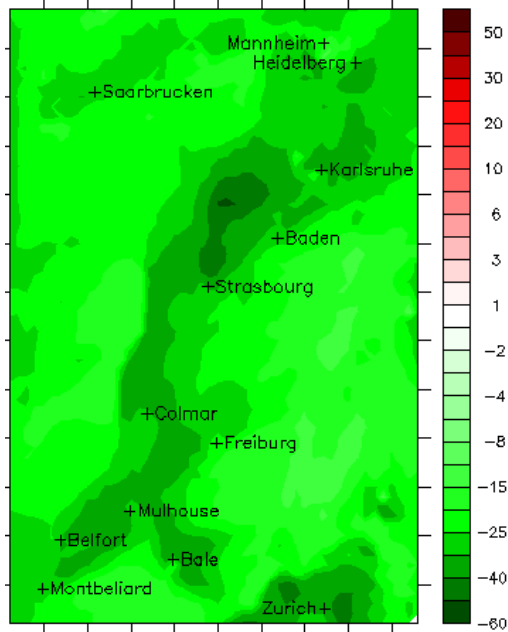 Mannheim
Heidelberg
Saarbrucken
Karlsruhe
Baden
Strasbourg
Colmar
Freiburg
Mulhouse
Belfort
Bale
Montbeliard
Zurich
50
30
20
10
6
3
1
-2
-4
-8
-15
-25
-40
-60